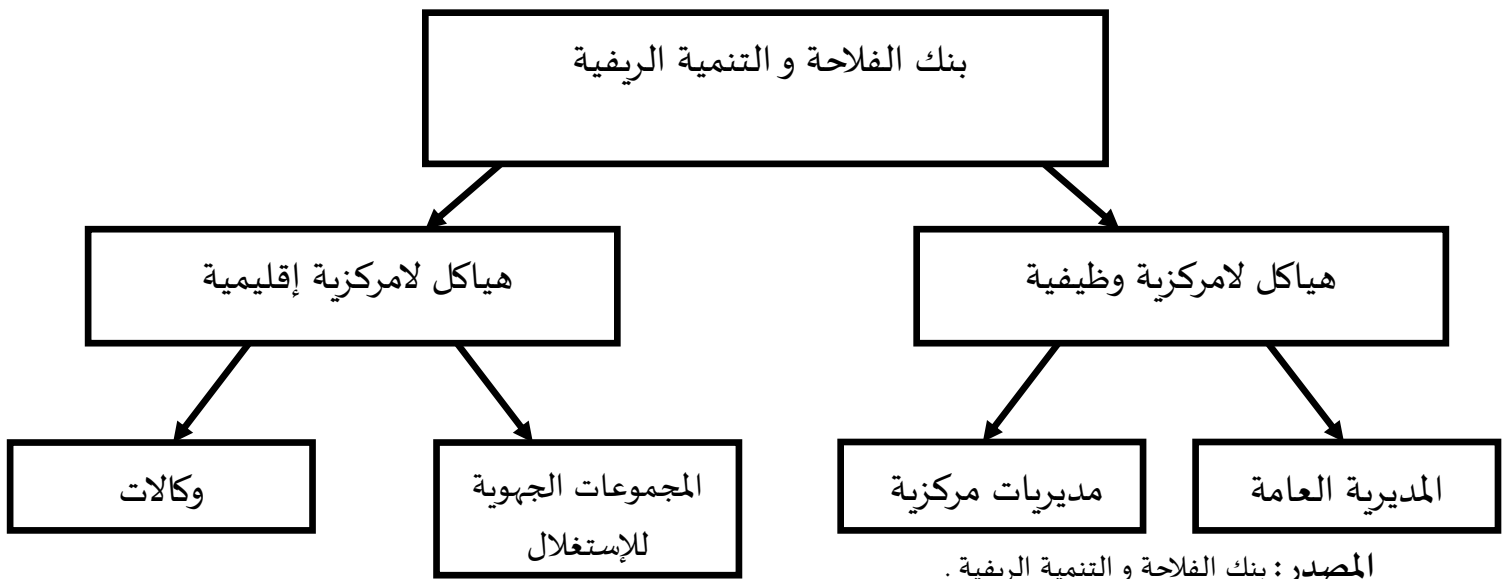 بنك الفلاحة و التنمية الريفية
هياكل لامركزية وظيفية
هياكل لامركزية إقليمية
المديرية العامة
مديريات مركزية
المجموعات الجهوية
للإستغلال
وكالات
المصدر : بنك الفلاحة و التنمية الريفية .